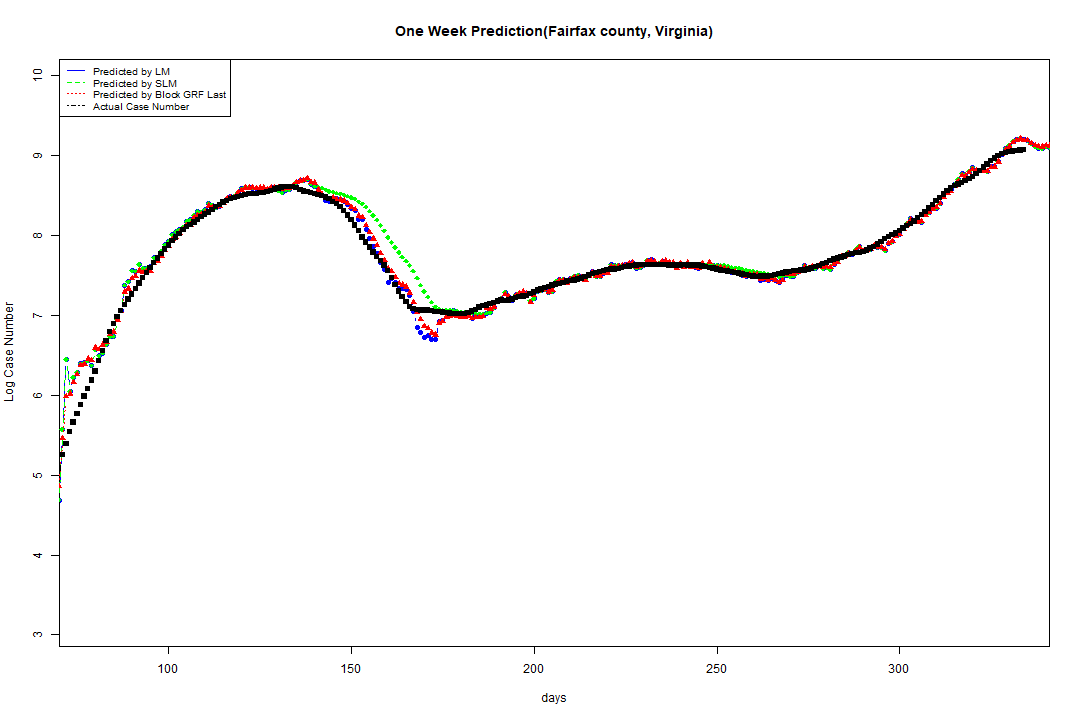 One Week Prediction(Fairfax county, Virginia)
Predicted by LM
Predicted by SLM
Predicted by Block GRF Last
Actual Case Number
10
9
8
7
6
5
4
3
Log Case Number
100 150 200 250 300
days